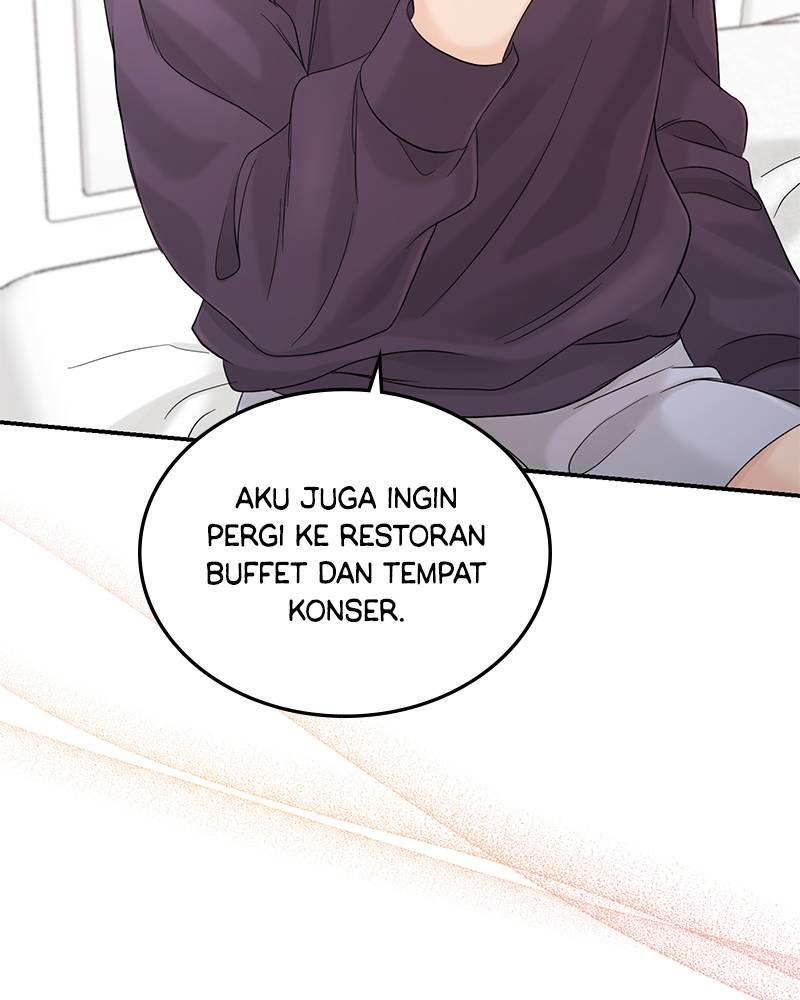 AKU JUGA INGIN
PERGI KE RESTORAN
BUFFET DAN TEMPAT
KONSER.